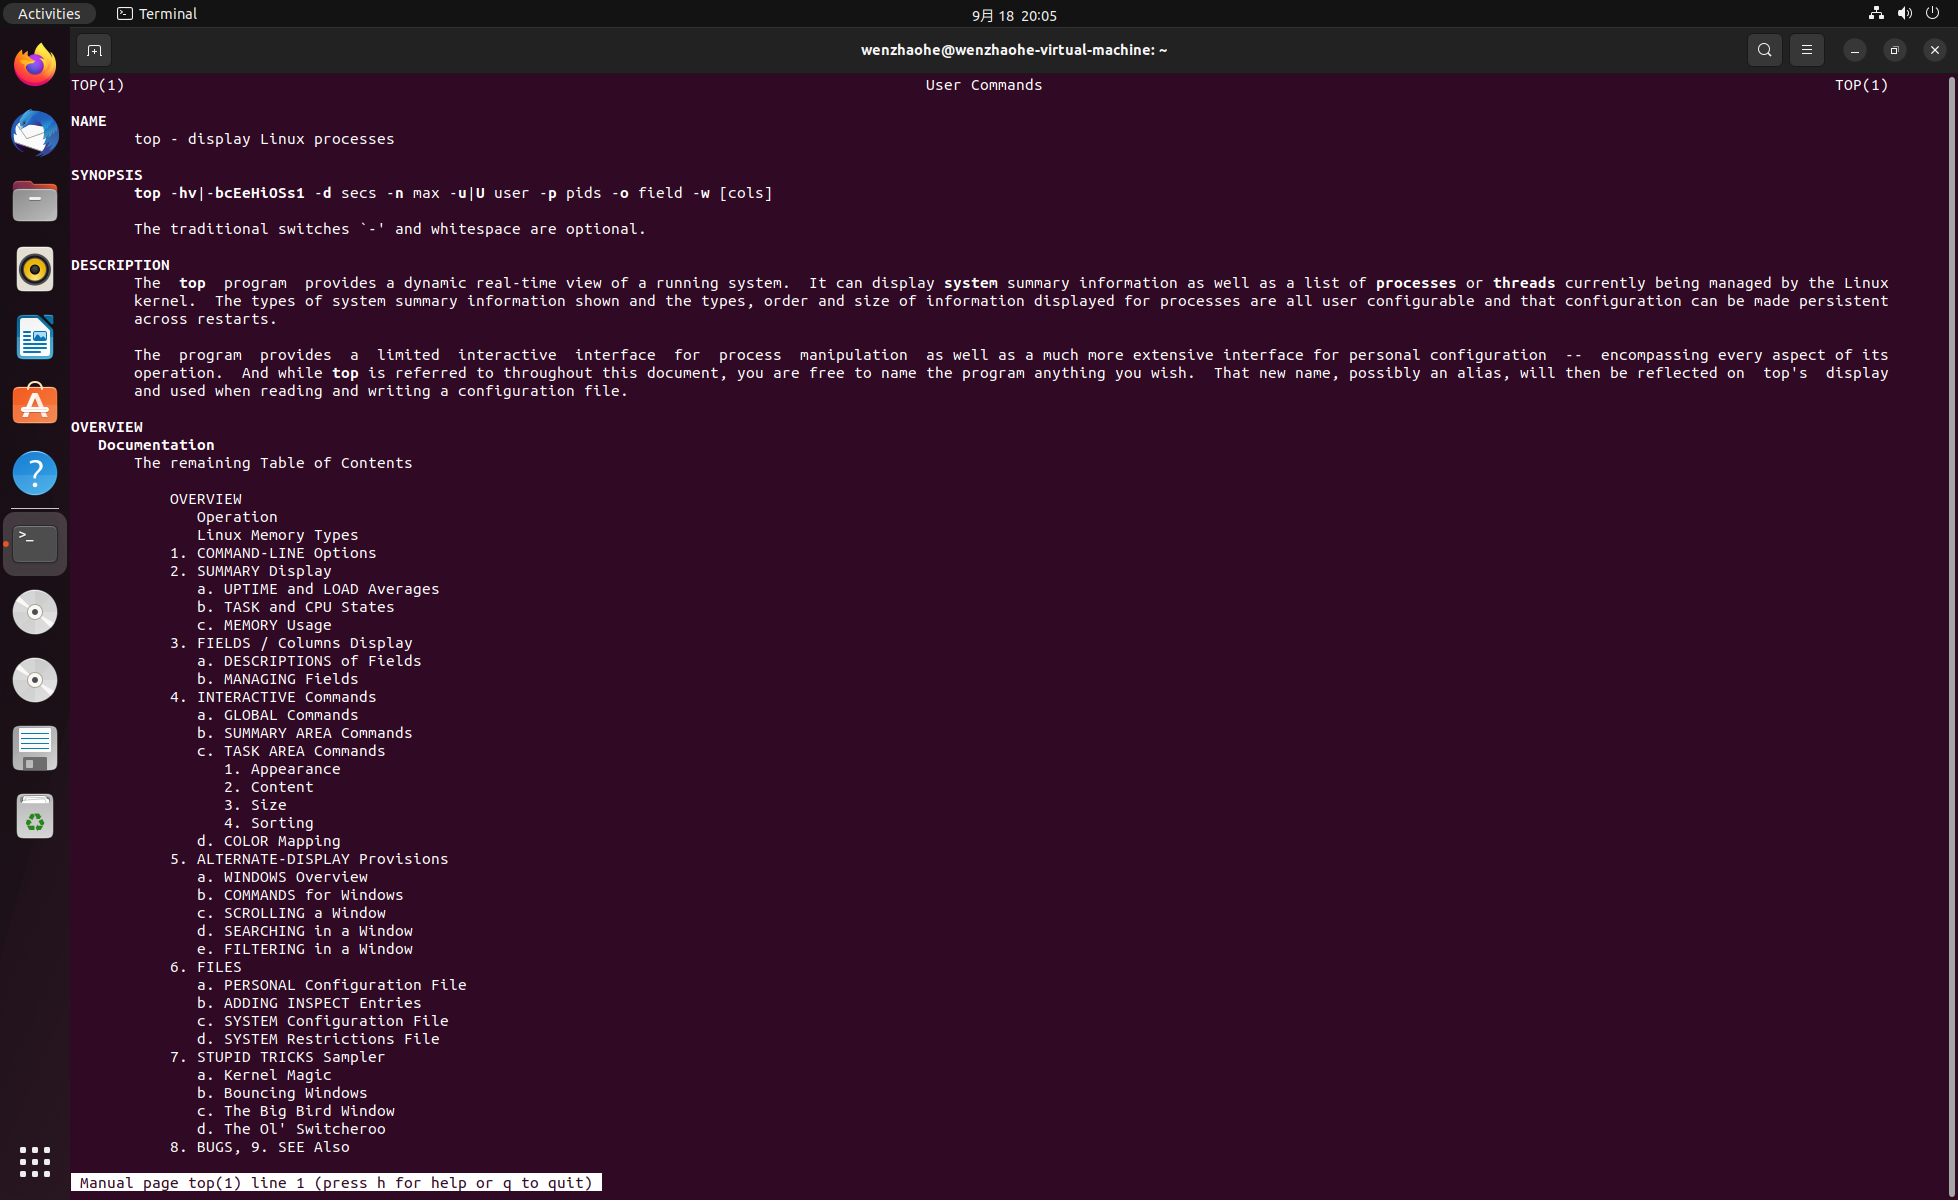 Activities
Terminal
9月 18 20:05
wenzhaohe@wenzhaohe-virtual-machine: ~
TOP(1) User Commands TOP(1)
NAME
top - display Linux processes
SYNOPSIS
top -hv|-bcEeHiOSs1 -d secs -n max -u|U user -p pids -o field -w [cols]
The traditional switches `-' and whitespace are optional.
DESCRIPTION
The top program provides a dynamic real-time view of a running system. It can display system summary information as well as a list of processes or threads currently being managed by the Linux
kernel. The types of system summary information shown and the types, order and size of information displayed for processes are all user configurable and that configuration can be made persistent
across restarts.
The program provides a limited interactive interface for process manipulation as well as a much more extensive interface for personal configuration -- encompassing every aspect of its
operation. And while top is referred to throughout this document, you are free to name the program anything you wish. That new name, possibly an alias, will then be reflected on top's display
and used when reading and writing a configuration file.
OVERVIEW
Documentation
The remaining Table of Contents
OVERVIEW
Operation
Linux Memory Types
1. COMMAND-LINE Options
2. SUMMARY Display
a. UPTIME and LOAD Averages
b. TASK and CPU States
c. MEMORY Usage
3. FIELDS / Columns Display
a. DESCRIPTIONS of Fields
b. MANAGING Fields
4. INTERACTIVE Commands
a. GLOBAL Commands
b. SUMMARY AREA Commands
c. TASK AREA Commands
1. Appearance
2. Content
3. Size
4. Sorting
d. COLOR Mapping
5. ALTERNATE-DISPLAY Provisions
a. WINDOWS Overview
b. COMMANDS for Windows
c. SCROLLING a Window
d. SEARCHING in a Window
e. FILTERING in a Window
6. FILES
a. PERSONAL Configuration File
b. ADDING INSPECT Entries
c. SYSTEM Configuration File
d. SYSTEM Restrictions File
7. STUPID TRICKS Sampler
a. Kernel Magic
b. Bouncing Windows
c. The Big Bird Window
d. The Ol' Switcheroo
8. BUGS, 9. SEE Also
Manual page top(1) line 1 (press h for help or q to quit)